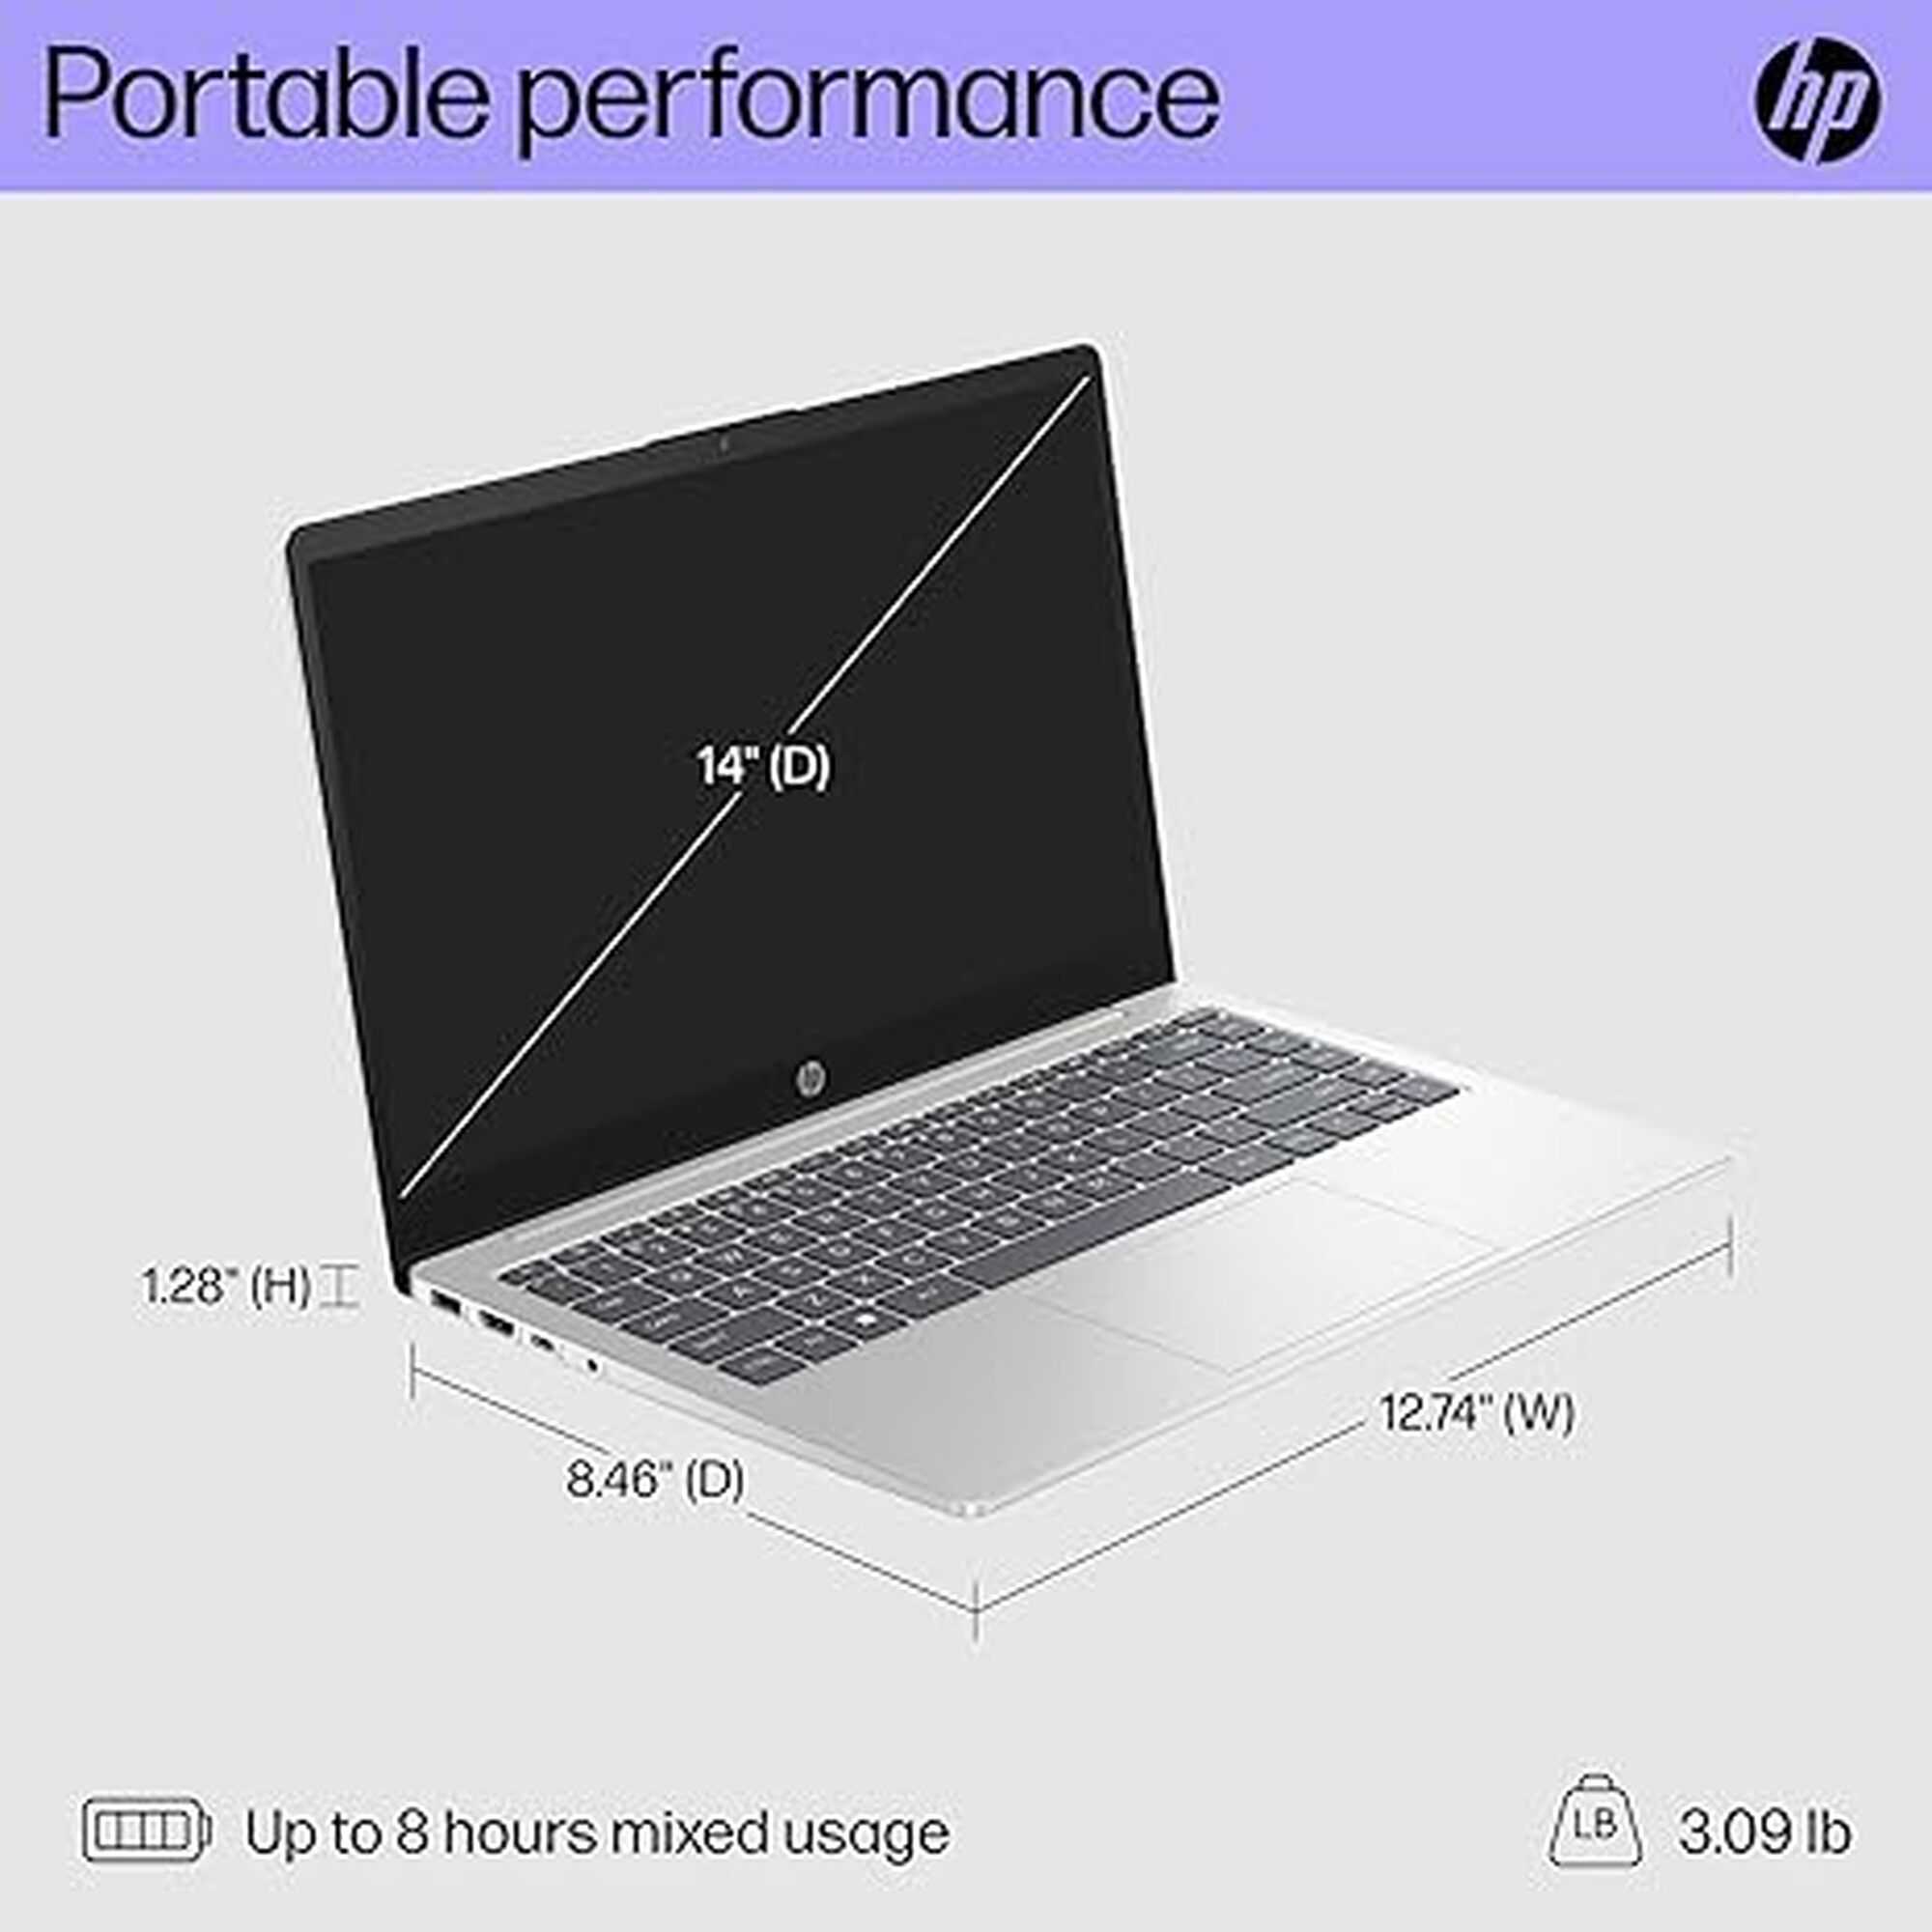 Portable performance
hp
14" (D)
hp
1.28" (H)
8.46" (D)
12.74" (W)
Up to 8 hours mixed usage
LB
3.09 lb